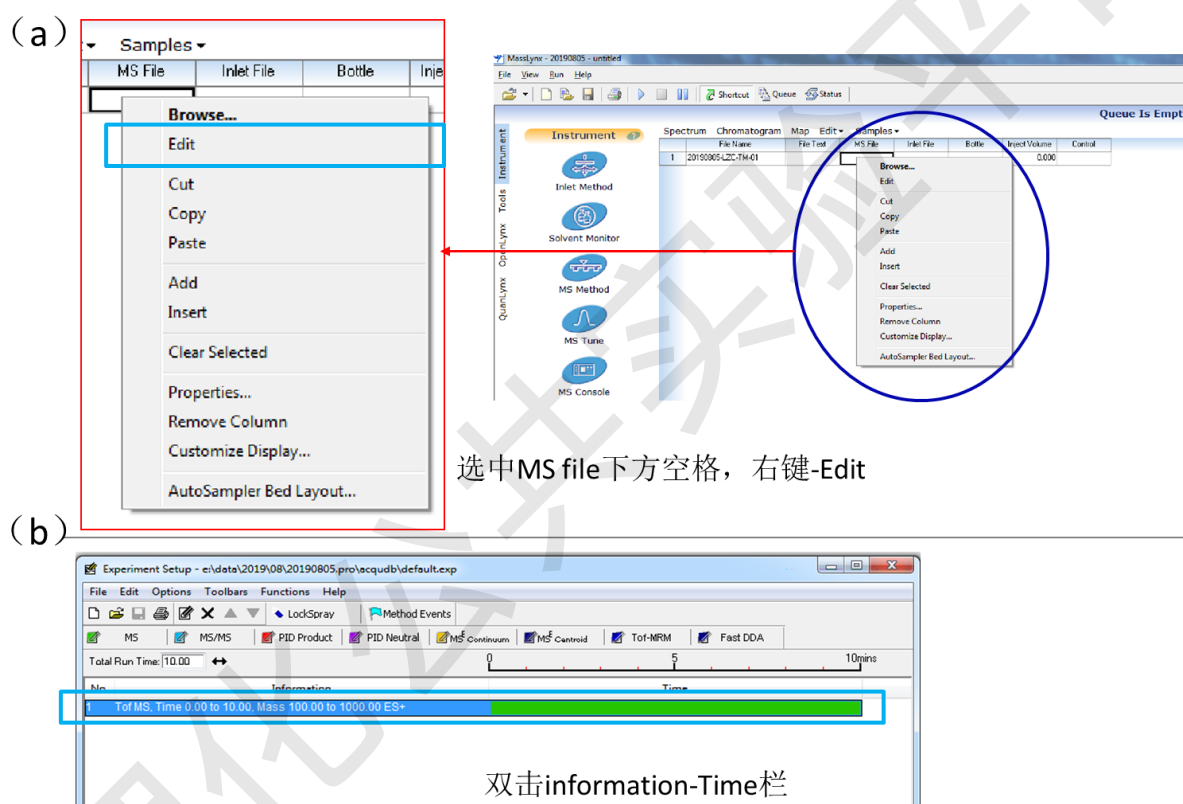 (a)
Samples
MS File Inlet File Bottle Inje
Browse...
Edit
Cut
Copy
Paste
Add
Insert
Clear Selected
Properties...
Remove Column
Customize Display...
AutoSampler Bed Layout...
MassLynx - 20190805 - untitled
File View Run Help
Shortcut Queue Status
Queue Is Empt
Instrument
Tools
OpenLynx
QuanLynx
Instrument
Inlet Method
Solvent Monitor
MS Method
MS Tune
MS Console
Spectrum Chromatogram Map Edit Samples
File Name File Text MS File Inlet File Bottle Inject Volume Control
1 20190805-LZC-TM-01 0.000
Browse...
Edit
Cut
Copy
Paste
Add
Insert
Clear Selected
Properties...
Remove Column
Customize Display...
AutoSampler Bed Layout...
选中MS file下方空格，右键-Edit
(b)
Experiment Setup - e:\data\2019\08\20190805.pro\acqudb\default.exp
File Edit Options Toolbars Functions Help
LockSpray Method Events
MS MS/MS PID Product PID Neutral MSE Continuum MSE Centroid Tof-MRM Fast DDA
Total Run Time: 10.00 0 5 10mins
No. Information Time
1 Tof MS, Time 0.00 to 10.00, Mass 100.00 to 1000.00 ES+
双击information-Time栏